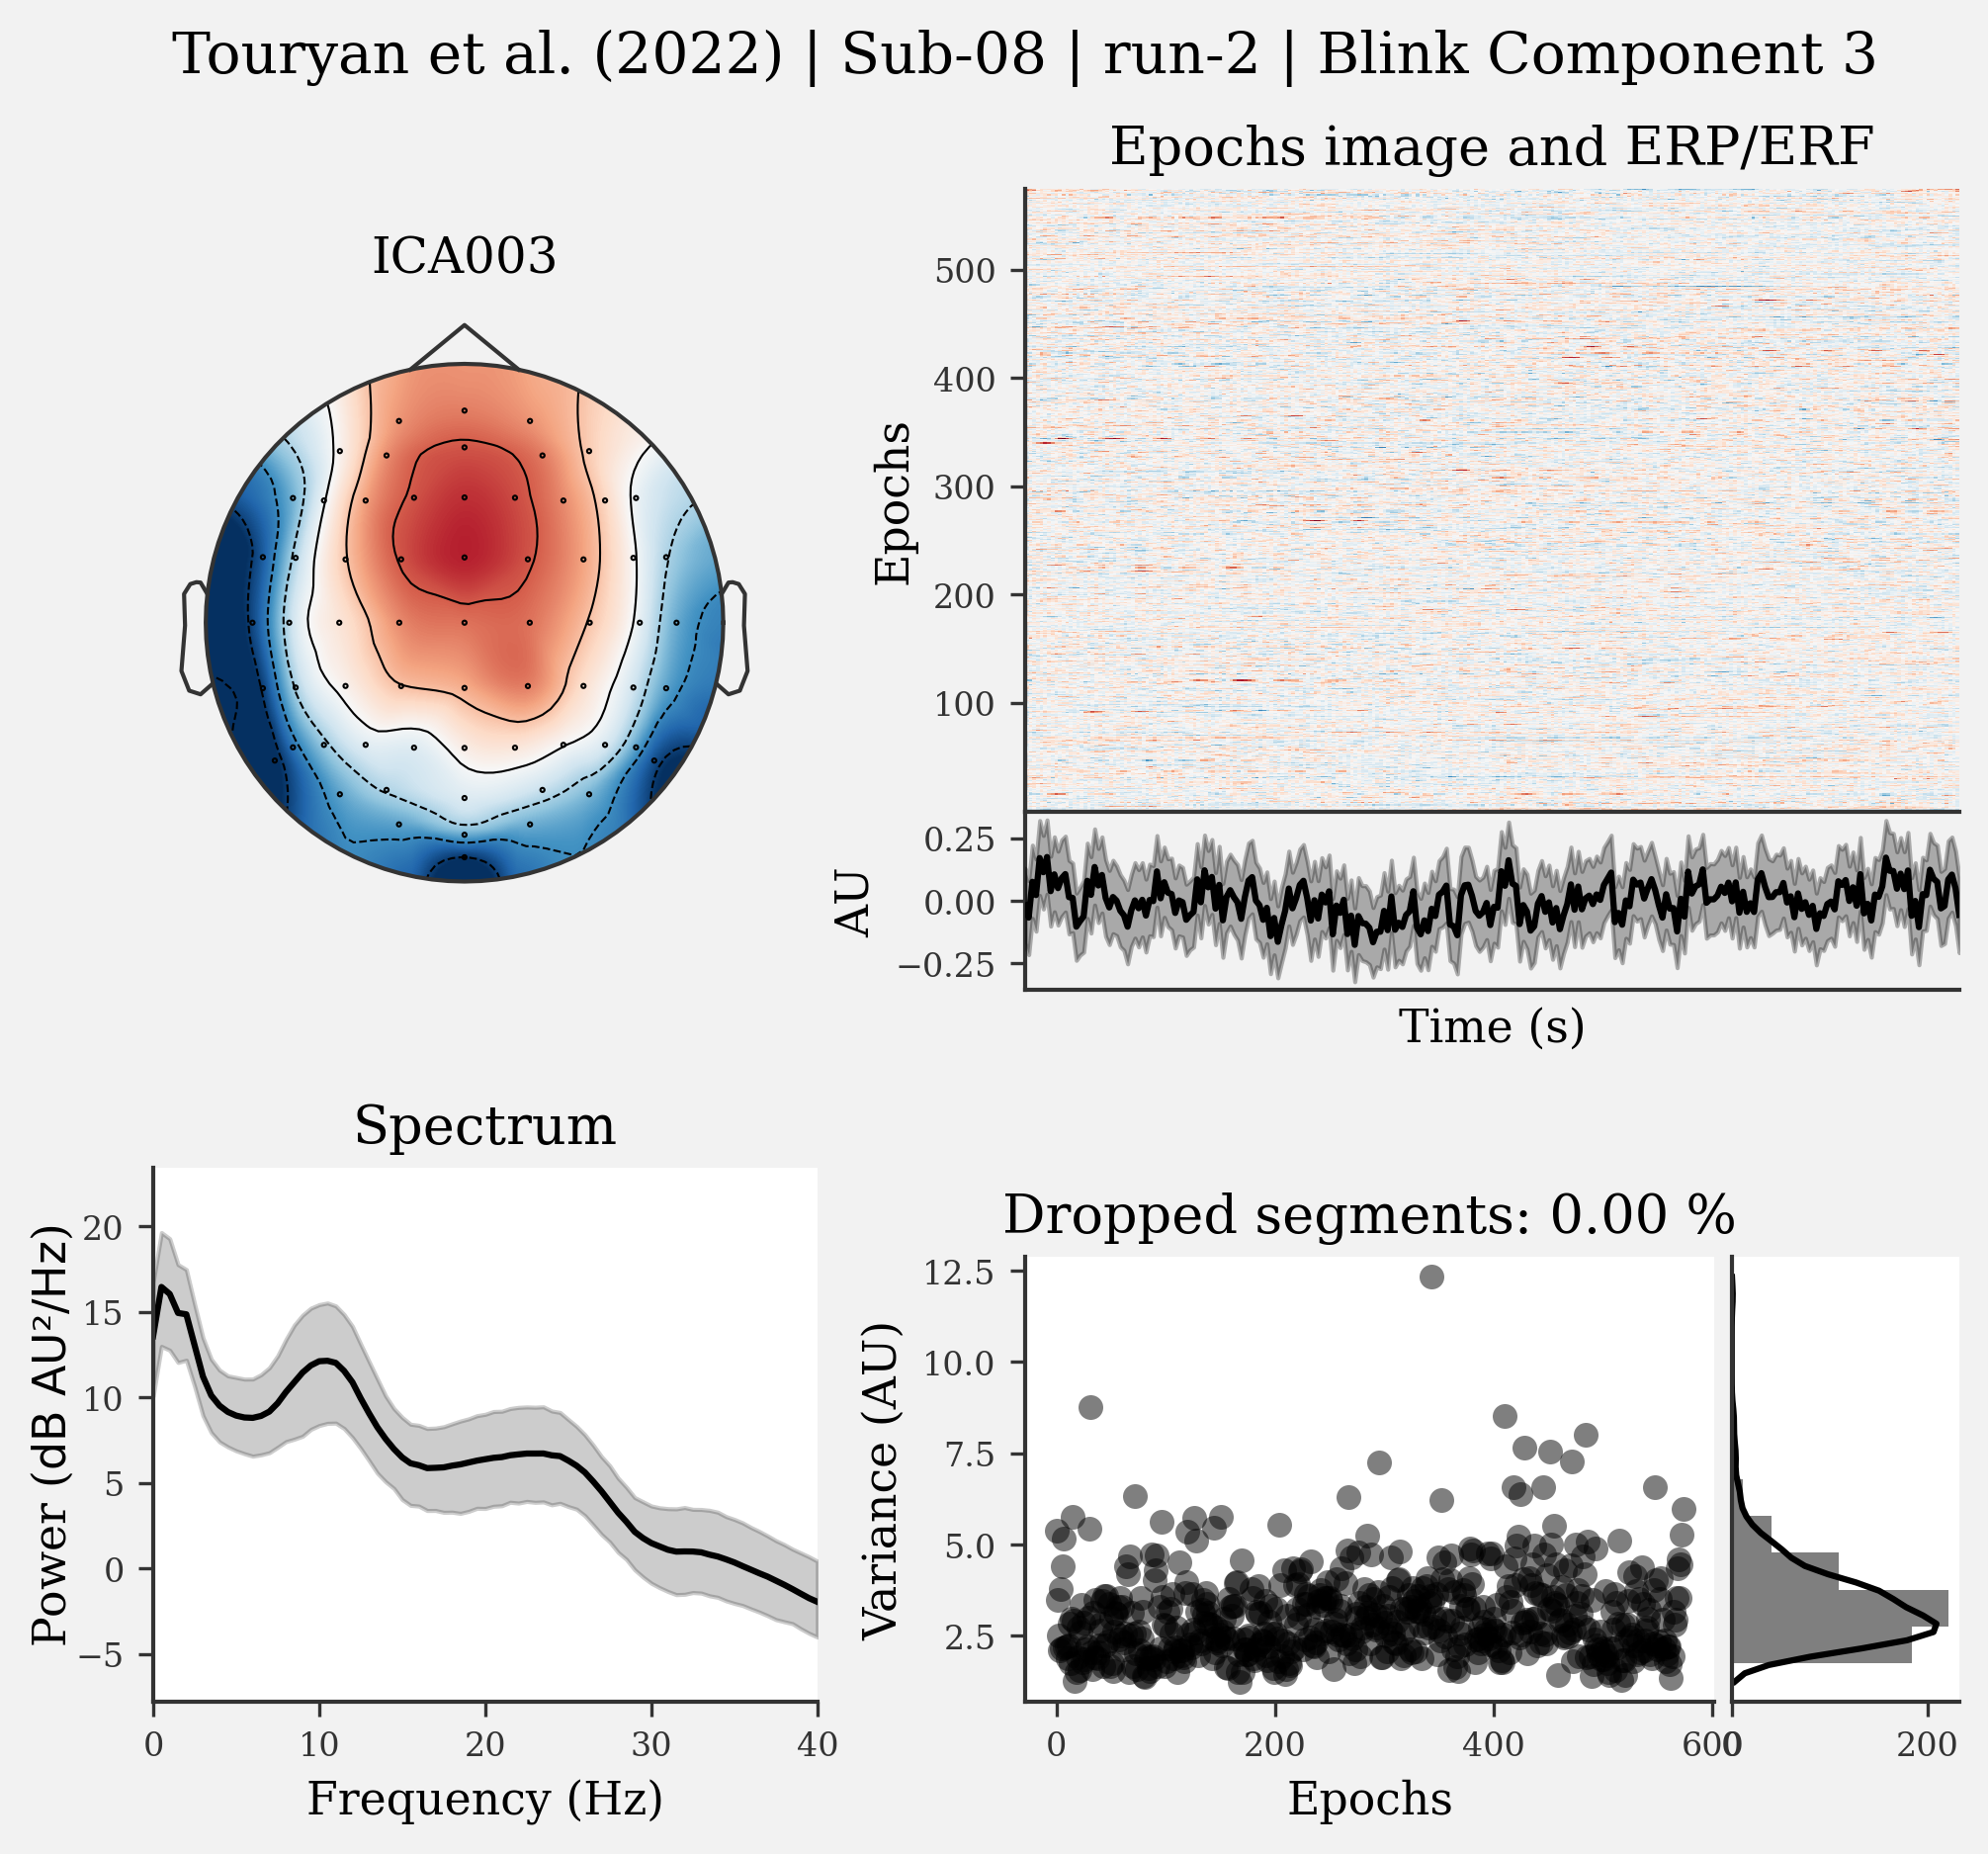 Touryan et al. (2022) | Sub-08 | run-2 | Blink Component 3
ICA003
Epochs image and ERP/ERF
Epochs
500
400
300
200
100
AU
0.25
0.00
−0.25
Time (s)
Spectrum
Power (dB AU²/Hz)
20
15
10
5
0
−5
0 10 20 30 40
Frequency (Hz)
Dropped segments: 0.00 %
Variance (AU)
12.5
10.0
7.5
5.0
2.5
0 200 400 600
Epochs
0 200